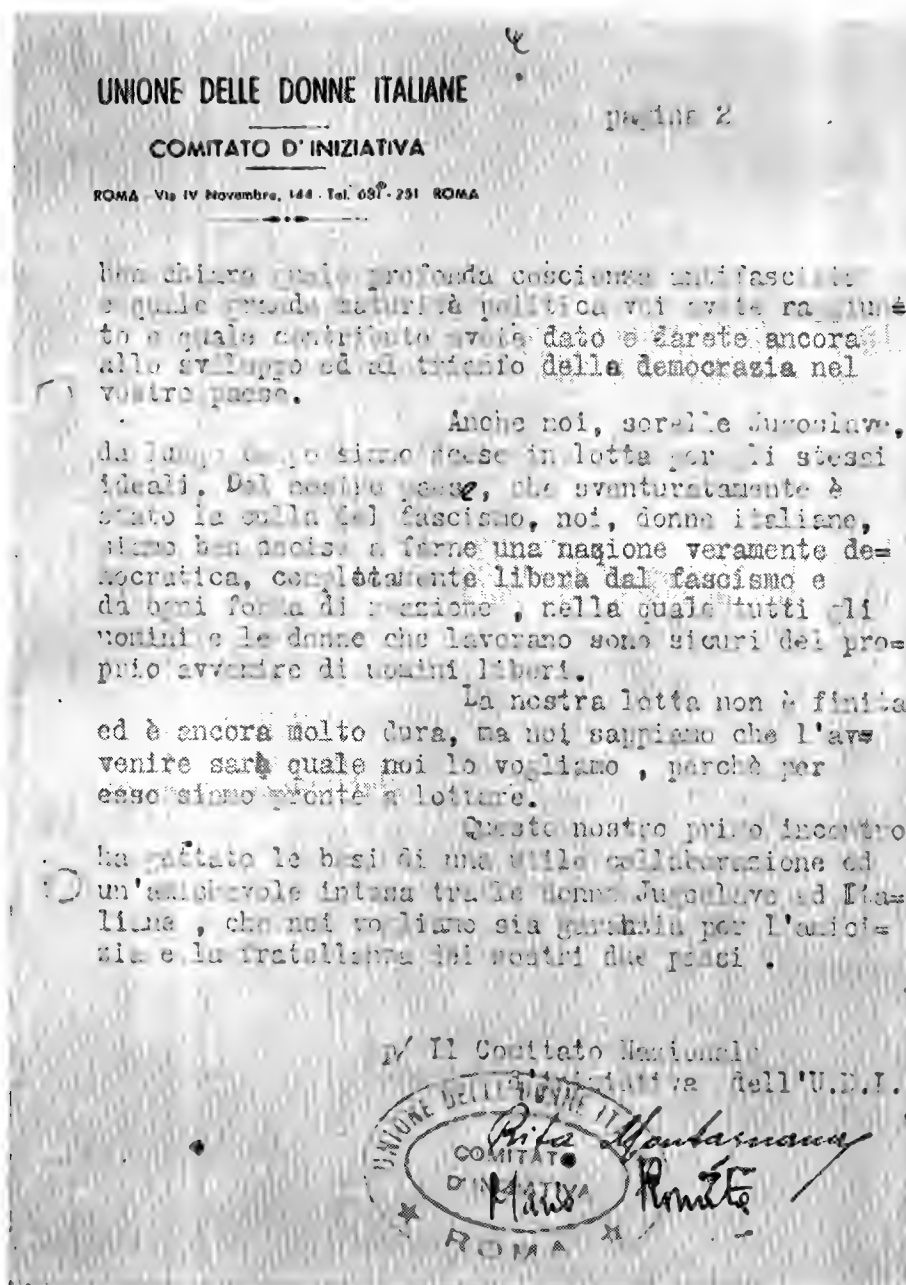 UNIONE DELLE DONNE ITALIANE
COMITATO D'INIZIATIVA
ROMA - Via IV Novembre, 144 - Tel. 681-251 ROMA
pagina 2
ben chiara quale profonda coscienza antifascista
e quale grande maturità politica voi avete raggiun=
to e quale contributo avete dato e darete ancora
allo sviluppo ed al trionfo della democrazia nel
vostro paese.
Anche noi, sorelle Jugoslave,
da lungo tempo siamo scese in lotta per gli stessi
ideali. Del nostro paese, che sventuratamente è
stato la culla del fascismo, noi, donne italiane,
siamo ben decise a farne una nazione veramente de=
mocratica, completamente libera dal fascismo e
da ogni forma di reazione , nella quale tutti gli
uomini e le donne che lavorano sono sicuri del pro=
prio avvenire di uomini liberi.
La nostra lotta non è finita
ed è ancora molto dura, ma noi sappiamo che l'av=
venire sarà quale noi lo vogliamo , perchè per
esso siamo pronte a lottare.
Questo nostro primo incontro
ha gettato le basi di una utile collaborazione ed
un'amichevole intesa tra le donne Jugoslave ed Ita=
liane , che noi vogliamo sia garanzia per l'amici=
zia e la fratellanza dei nostri due paesi .
p/ Il Comitato Nazionale
d'iniziativa dell'U.D.I.
UNIONE DELLE DONNE ITA
COMITATO
D'INIZIATIVA
ROMA
Rita Montagnana